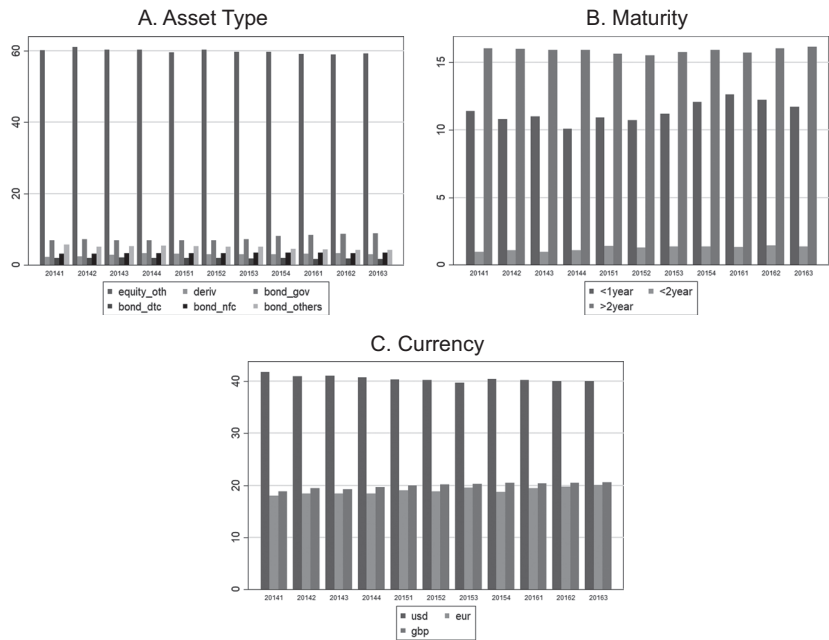 A. Asset Type
60
40
20
0
20141 20142 20143 20144 20151 20152 20153 20154 20161 20162 20163
equity_oth deriv bond_gov
bond_dtc bond_nfc bond_others
B. Maturity
15
10
5
0
20141 20142 20143 20144 20151 20152 20153 20154 20161 20162 20163
<1year <2year
>2year
C. Currency
40
30
20
10
0
20141 20142 20143 20144 20151 20152 20153 20154 20161 20162 20163
usd eur
gbp